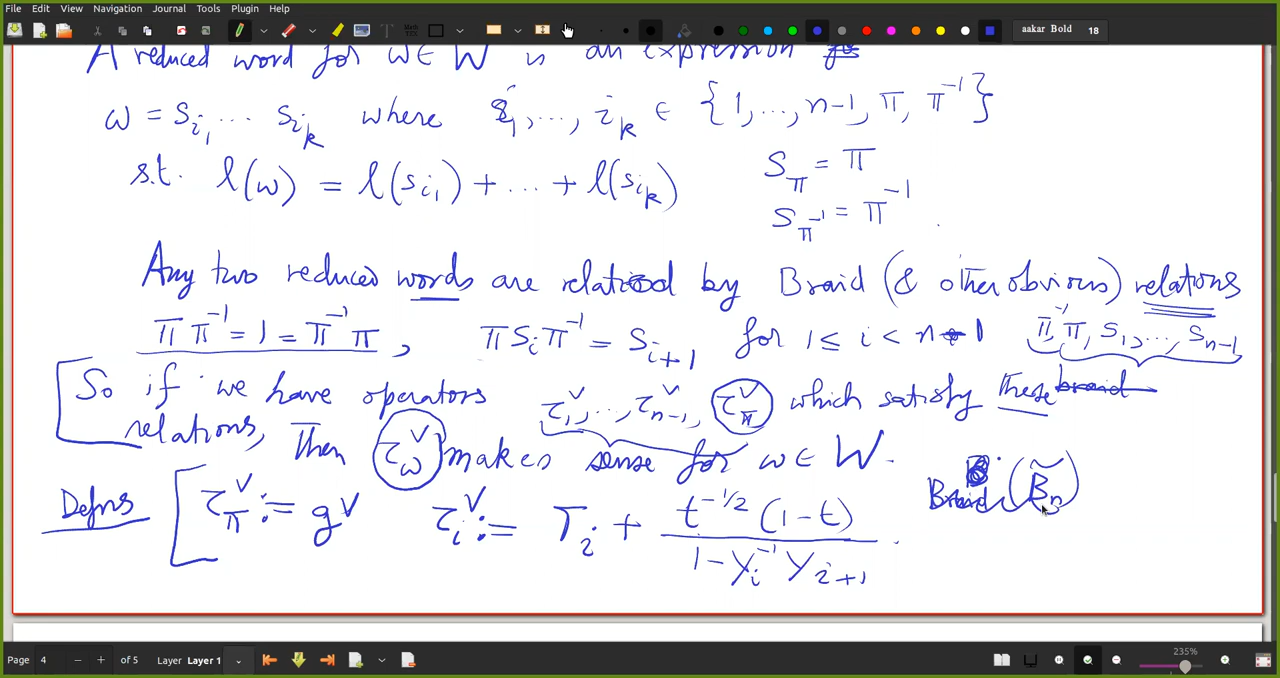 File Edit View Navigation Journal Tools Plugin Help
aakar Bold 18
A reduced word for w ∈ W is an expression
ω = s_{i_1} ... s_{i_k} where i_1, ..., i_k ∈ {1, ..., n-1, π, π^{-1}}
s.t. l(ω) = l(s_{i_1}) + ... + l(s_{i_k})
S_π = π
S_{π^{-1}} = π^{-1}
Any two reduced words are related by Braid (& other obvious) relations
π π^{-1} = 1 = π^{-1} π, π s_i π^{-1} = s_{i+1} for 1 ≤ i < n-1 π^{-1}, π, s_1, ..., s_{n-1}
So if we have operators τ_1^∨, ..., τ_{n-1}^∨, τ_π^∨ which satisfy these braid
relations, Then τ_ω^∨ makes sense for ω ∈ W.
Defns τ_π^∨ := g^∨ τ_i^∨ := T_i + t^{-1/2} (1-t) / (1 - Y_i^{-1} Y_{i+1}) . Braid (B̃_n)
Page 4 of 5 Layer Layer 1 235%